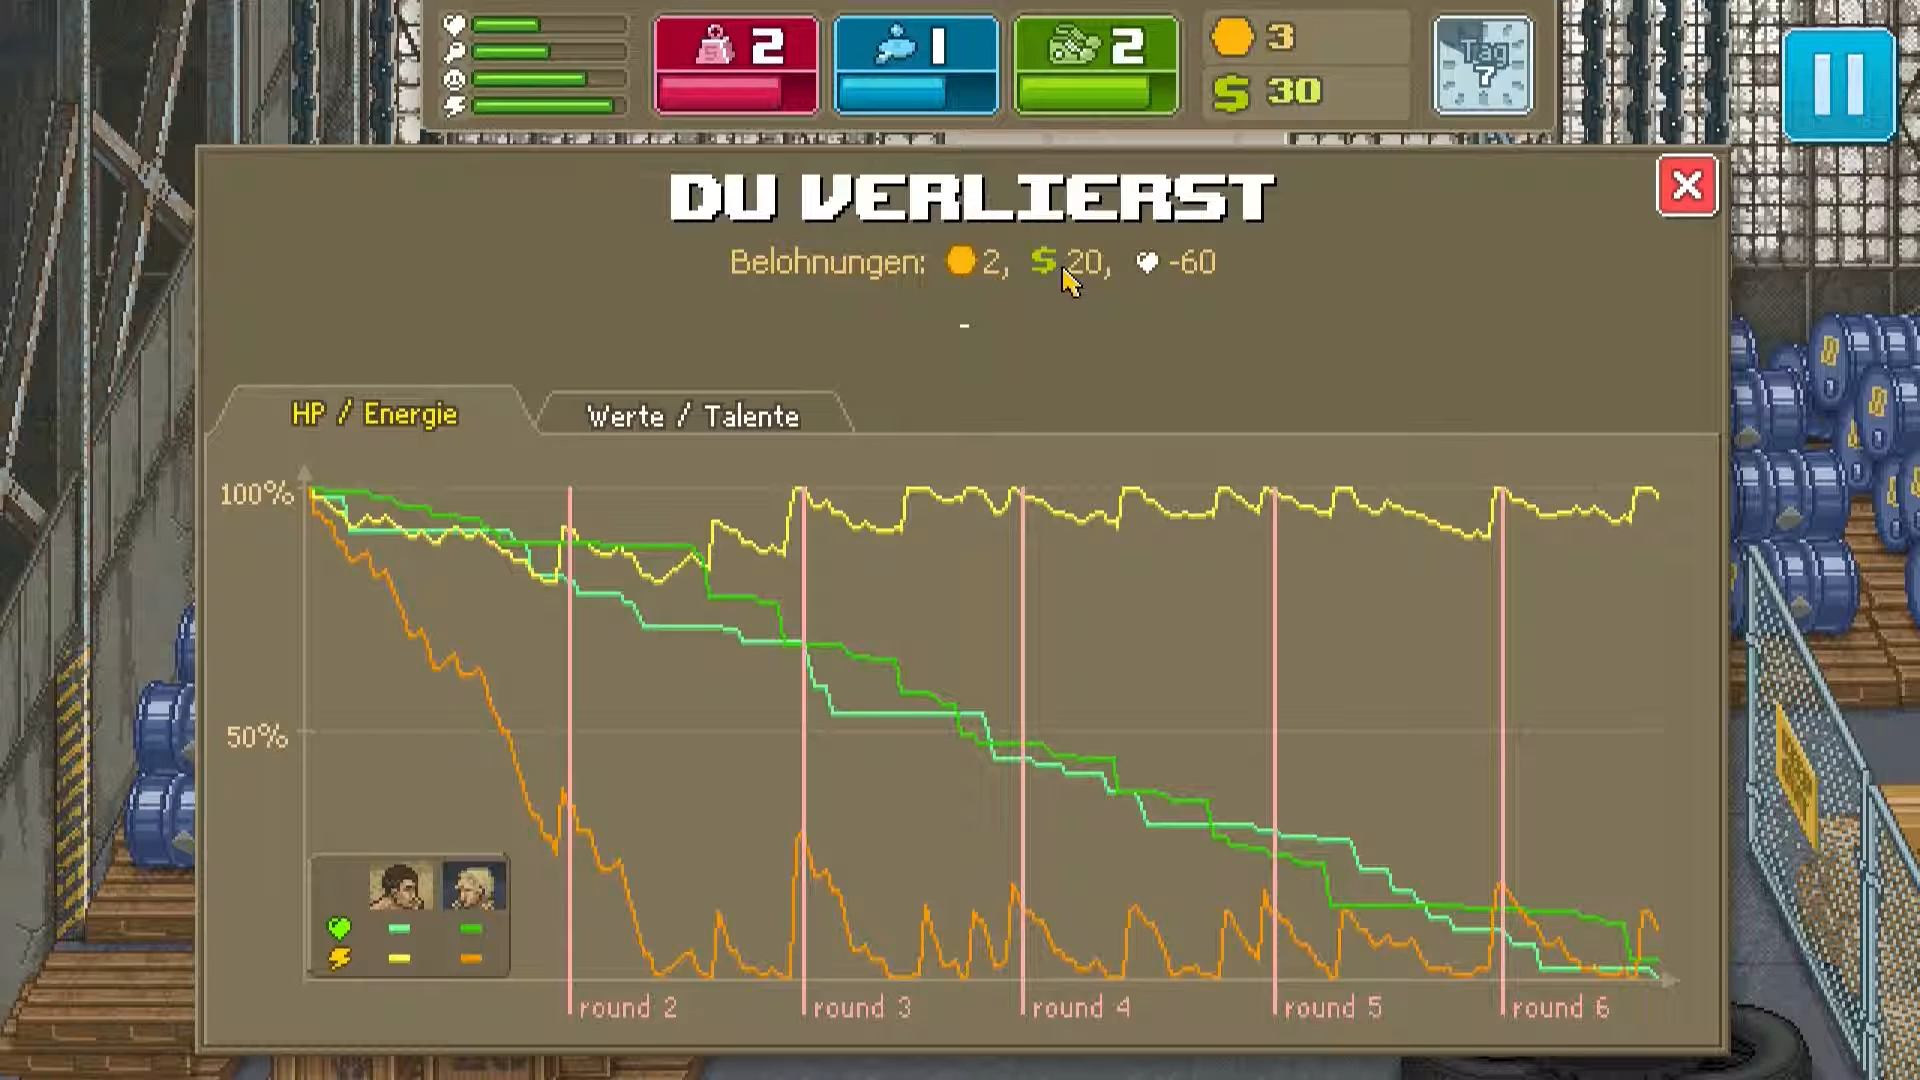 2
1
2
3
30
Tag
7
DU VERLIERST
Belohnungen: 2, $ 20, -60
-
HP / Energie
Werte / Talente
100%
50%
round 2
round 3
round 4
round 5
round 6